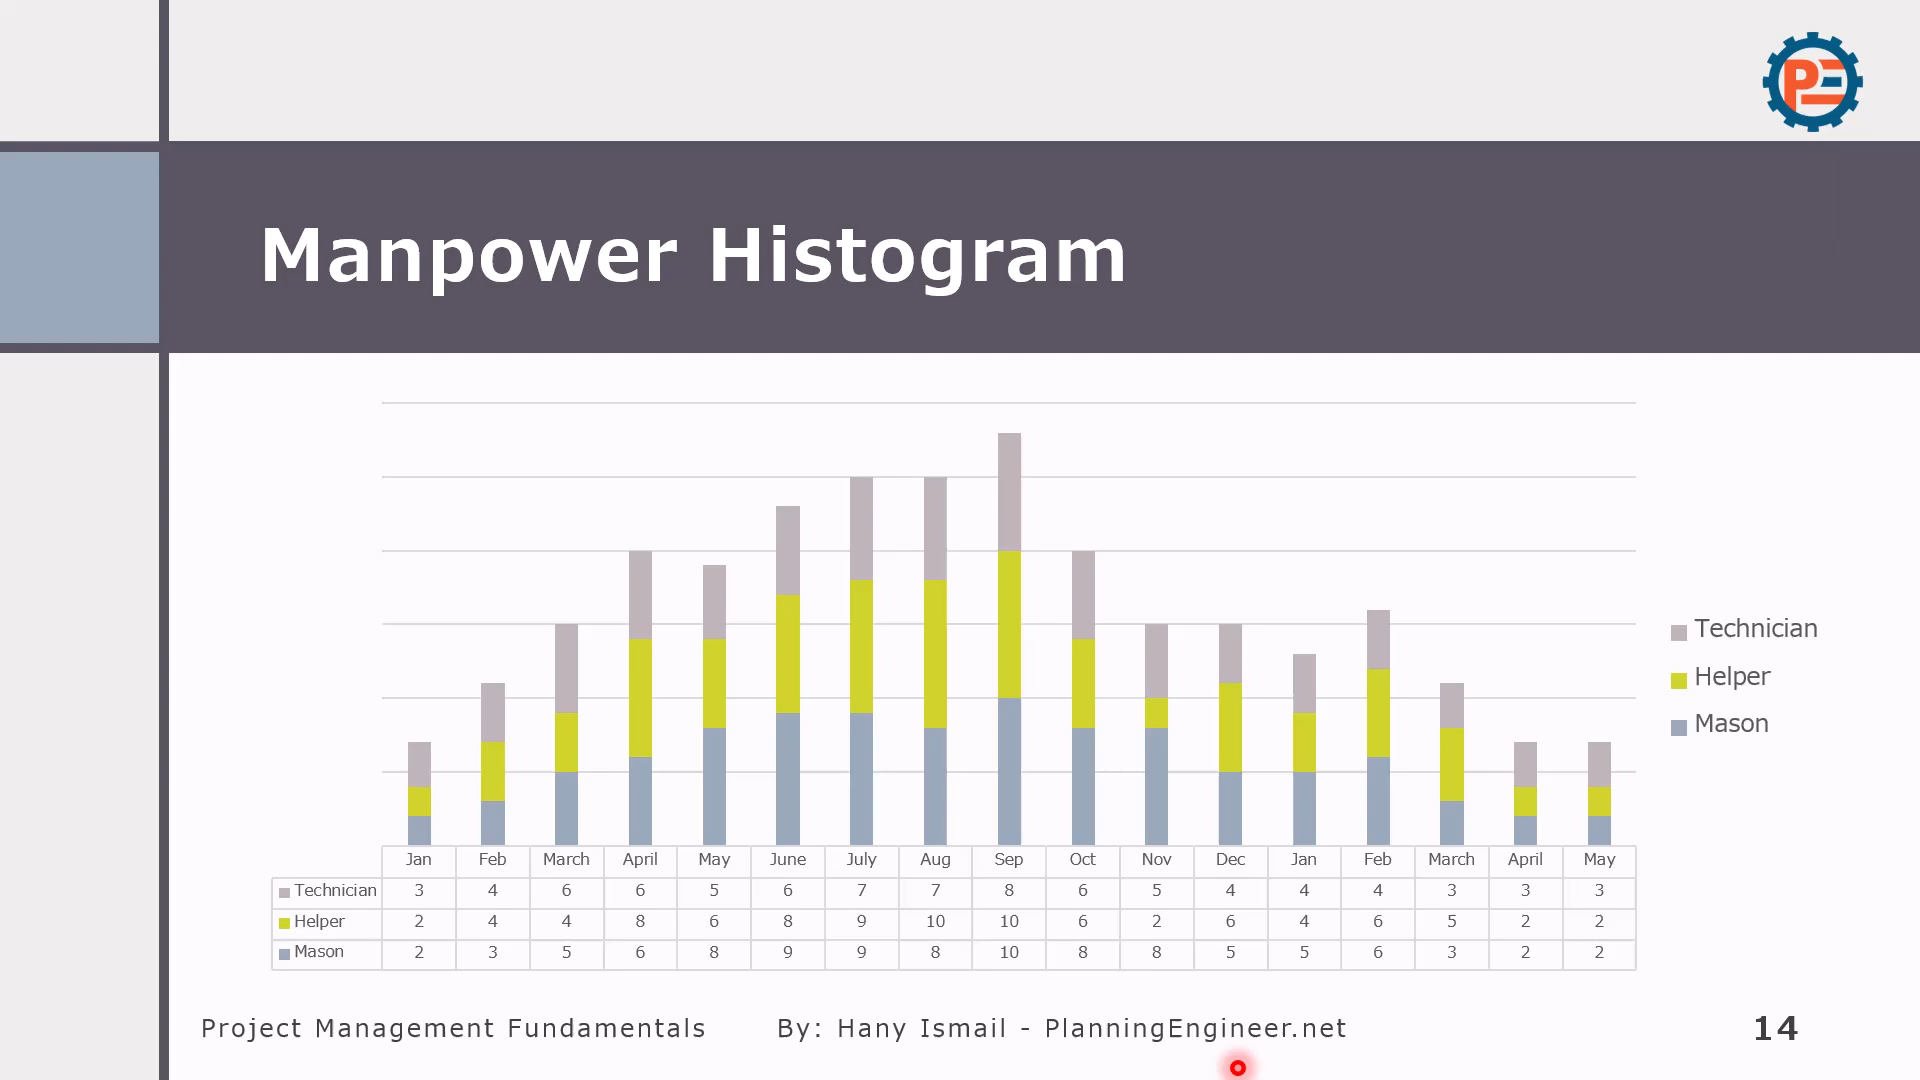 PE
Manpower Histogram
Technician
Helper
Mason
Jan Feb March April May June July Aug Sep Oct Nov Dec Jan Feb March April May
Technician 3 4 6 6 5 6 7 7 8 6 5 4 4 4 3 3 3
Helper 2 4 4 8 6 8 9 10 10 6 2 6 4 6 5 2 2
Mason 2 3 5 6 8 9 9 8 10 8 8 5 5 6 3 2 2
Project Management Fundamentals By: Hany Ismail - PlanningEngineer.net 14